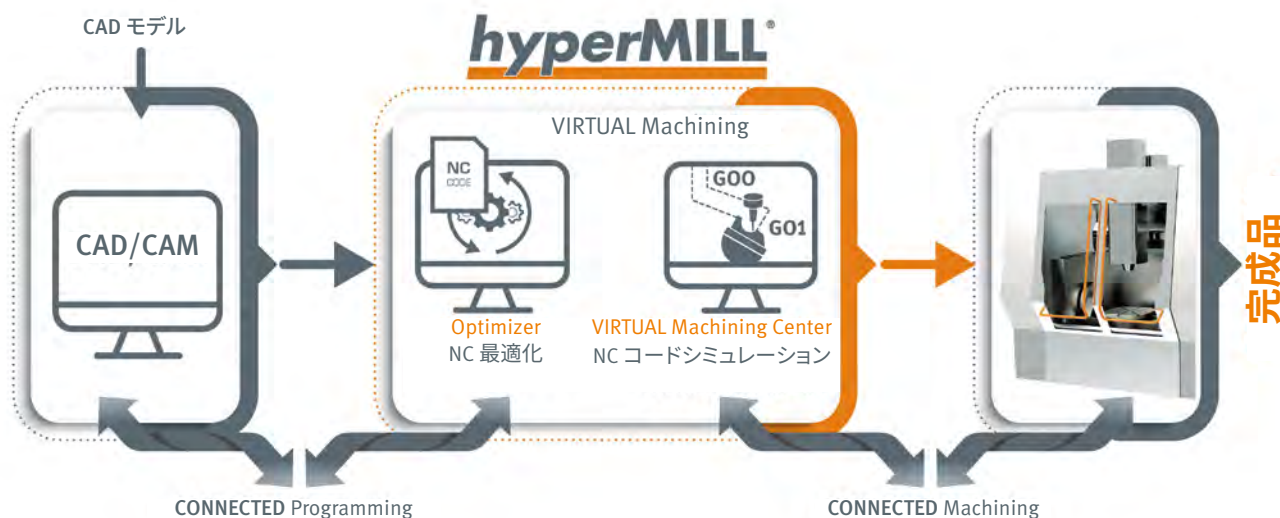 CAD モデル
hyperMILL®
VIRTUAL Machining
NC
CODE
G00
G01
CAD/CAM
Optimizer
NC 最適化
VIRTUAL Machining Center
NC コードシミュレーション
完成品
CONNECTED Programming
CONNECTED Machining